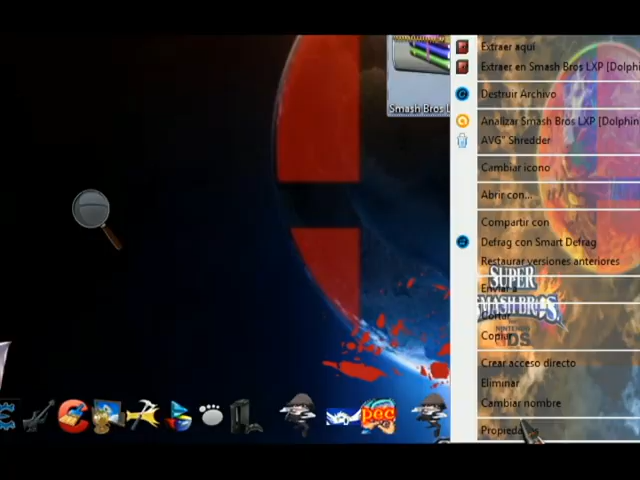 Extraer aquí
Extraer en Smash Bros LXP [Dolphin
Destruir Archivo
Analizar Smash Bros LXP [Dolphin
AVG" Shredder
Cambiar icono
Abrir con...
Compartir con
Defrag con Smart Defrag
Restaurar versiones anteriores
Enviar a
Cortar
Copiar
Crear acceso directo
Eliminar
Cambiar nombre
Smash Bros L
SUPER
SMASH BROS.
NINTENDO
DS
pec